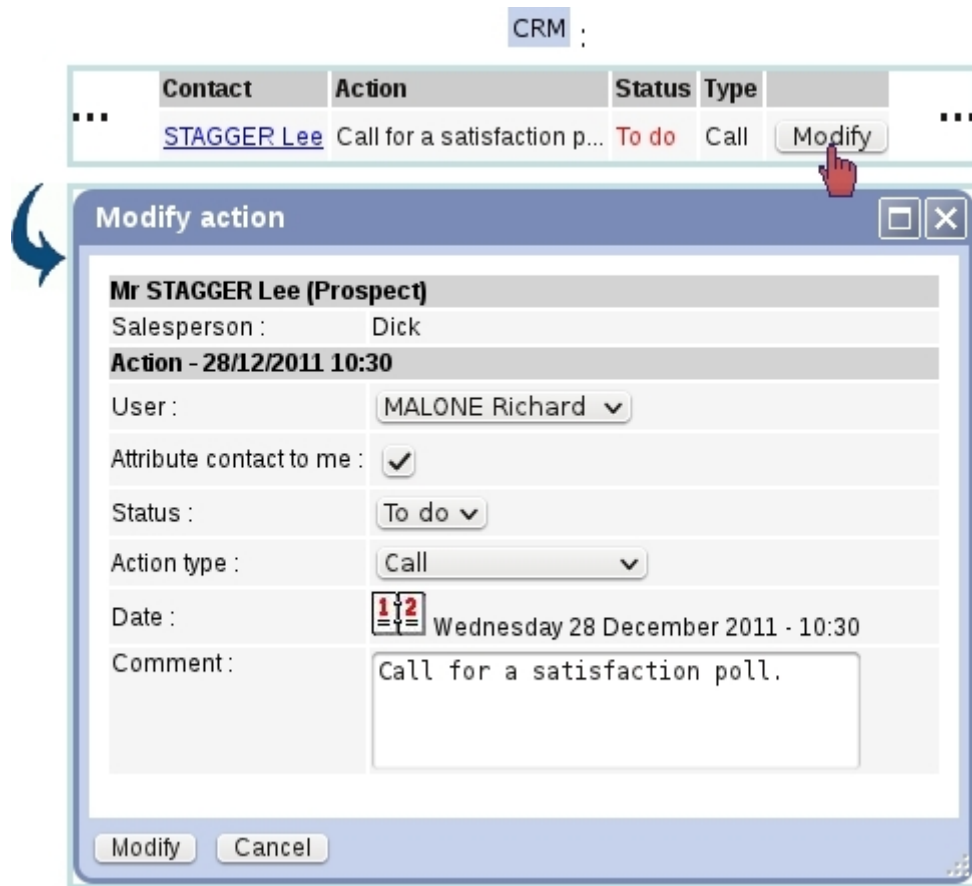 CRM :
Contact Action Status Type
... STAGGER Lee Call for a satisfaction p... To do Call Modify ...
Modify action
Mr STAGGER Lee (Prospect)
Salesperson : Dick
Action - 28/12/2011 10:30
User : MALONE Richard
Attribute contact to me :
Status : To do
Action type : Call
Date : 1 2 Wednesday 28 December 2011 - 10:30
Comment : Call for a satisfaction poll.
Modify Cancel